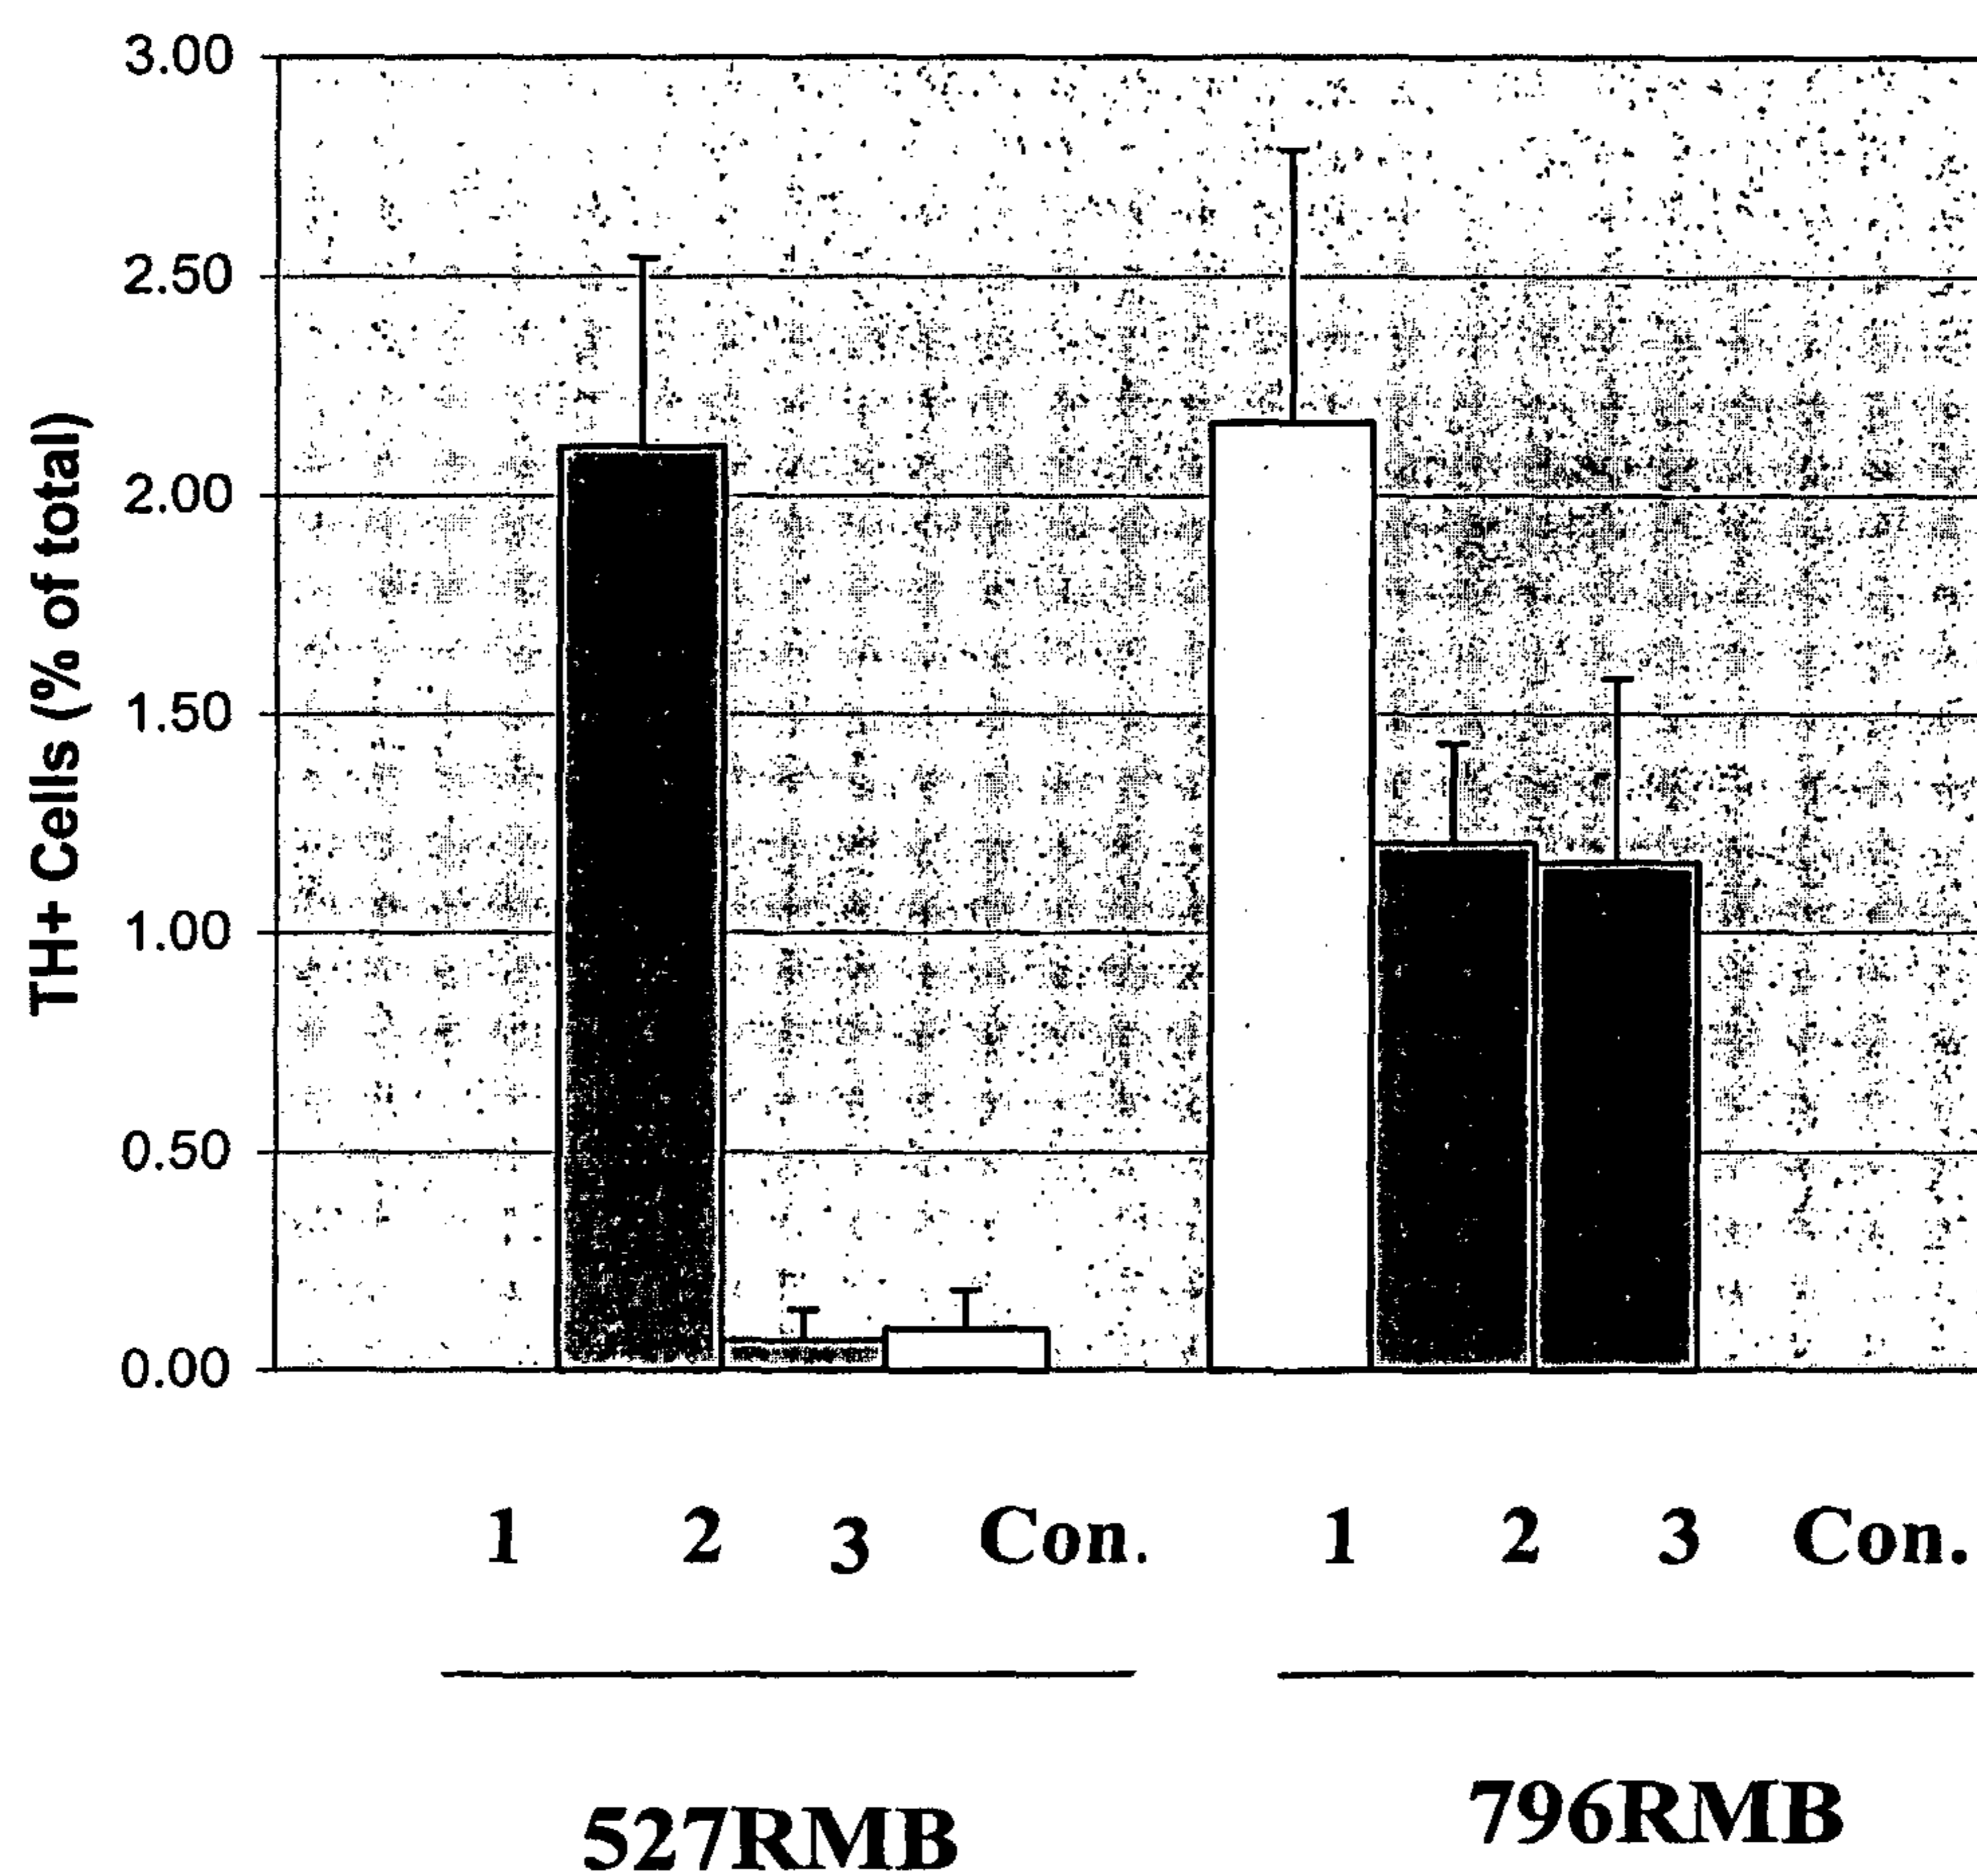 3.00
2.50
2.00
1.50
1.00
0.50
0.00
TH+ Cells (% of total)
1 2 3 Con. 1 2 3 Con.
527RMB 796RMB